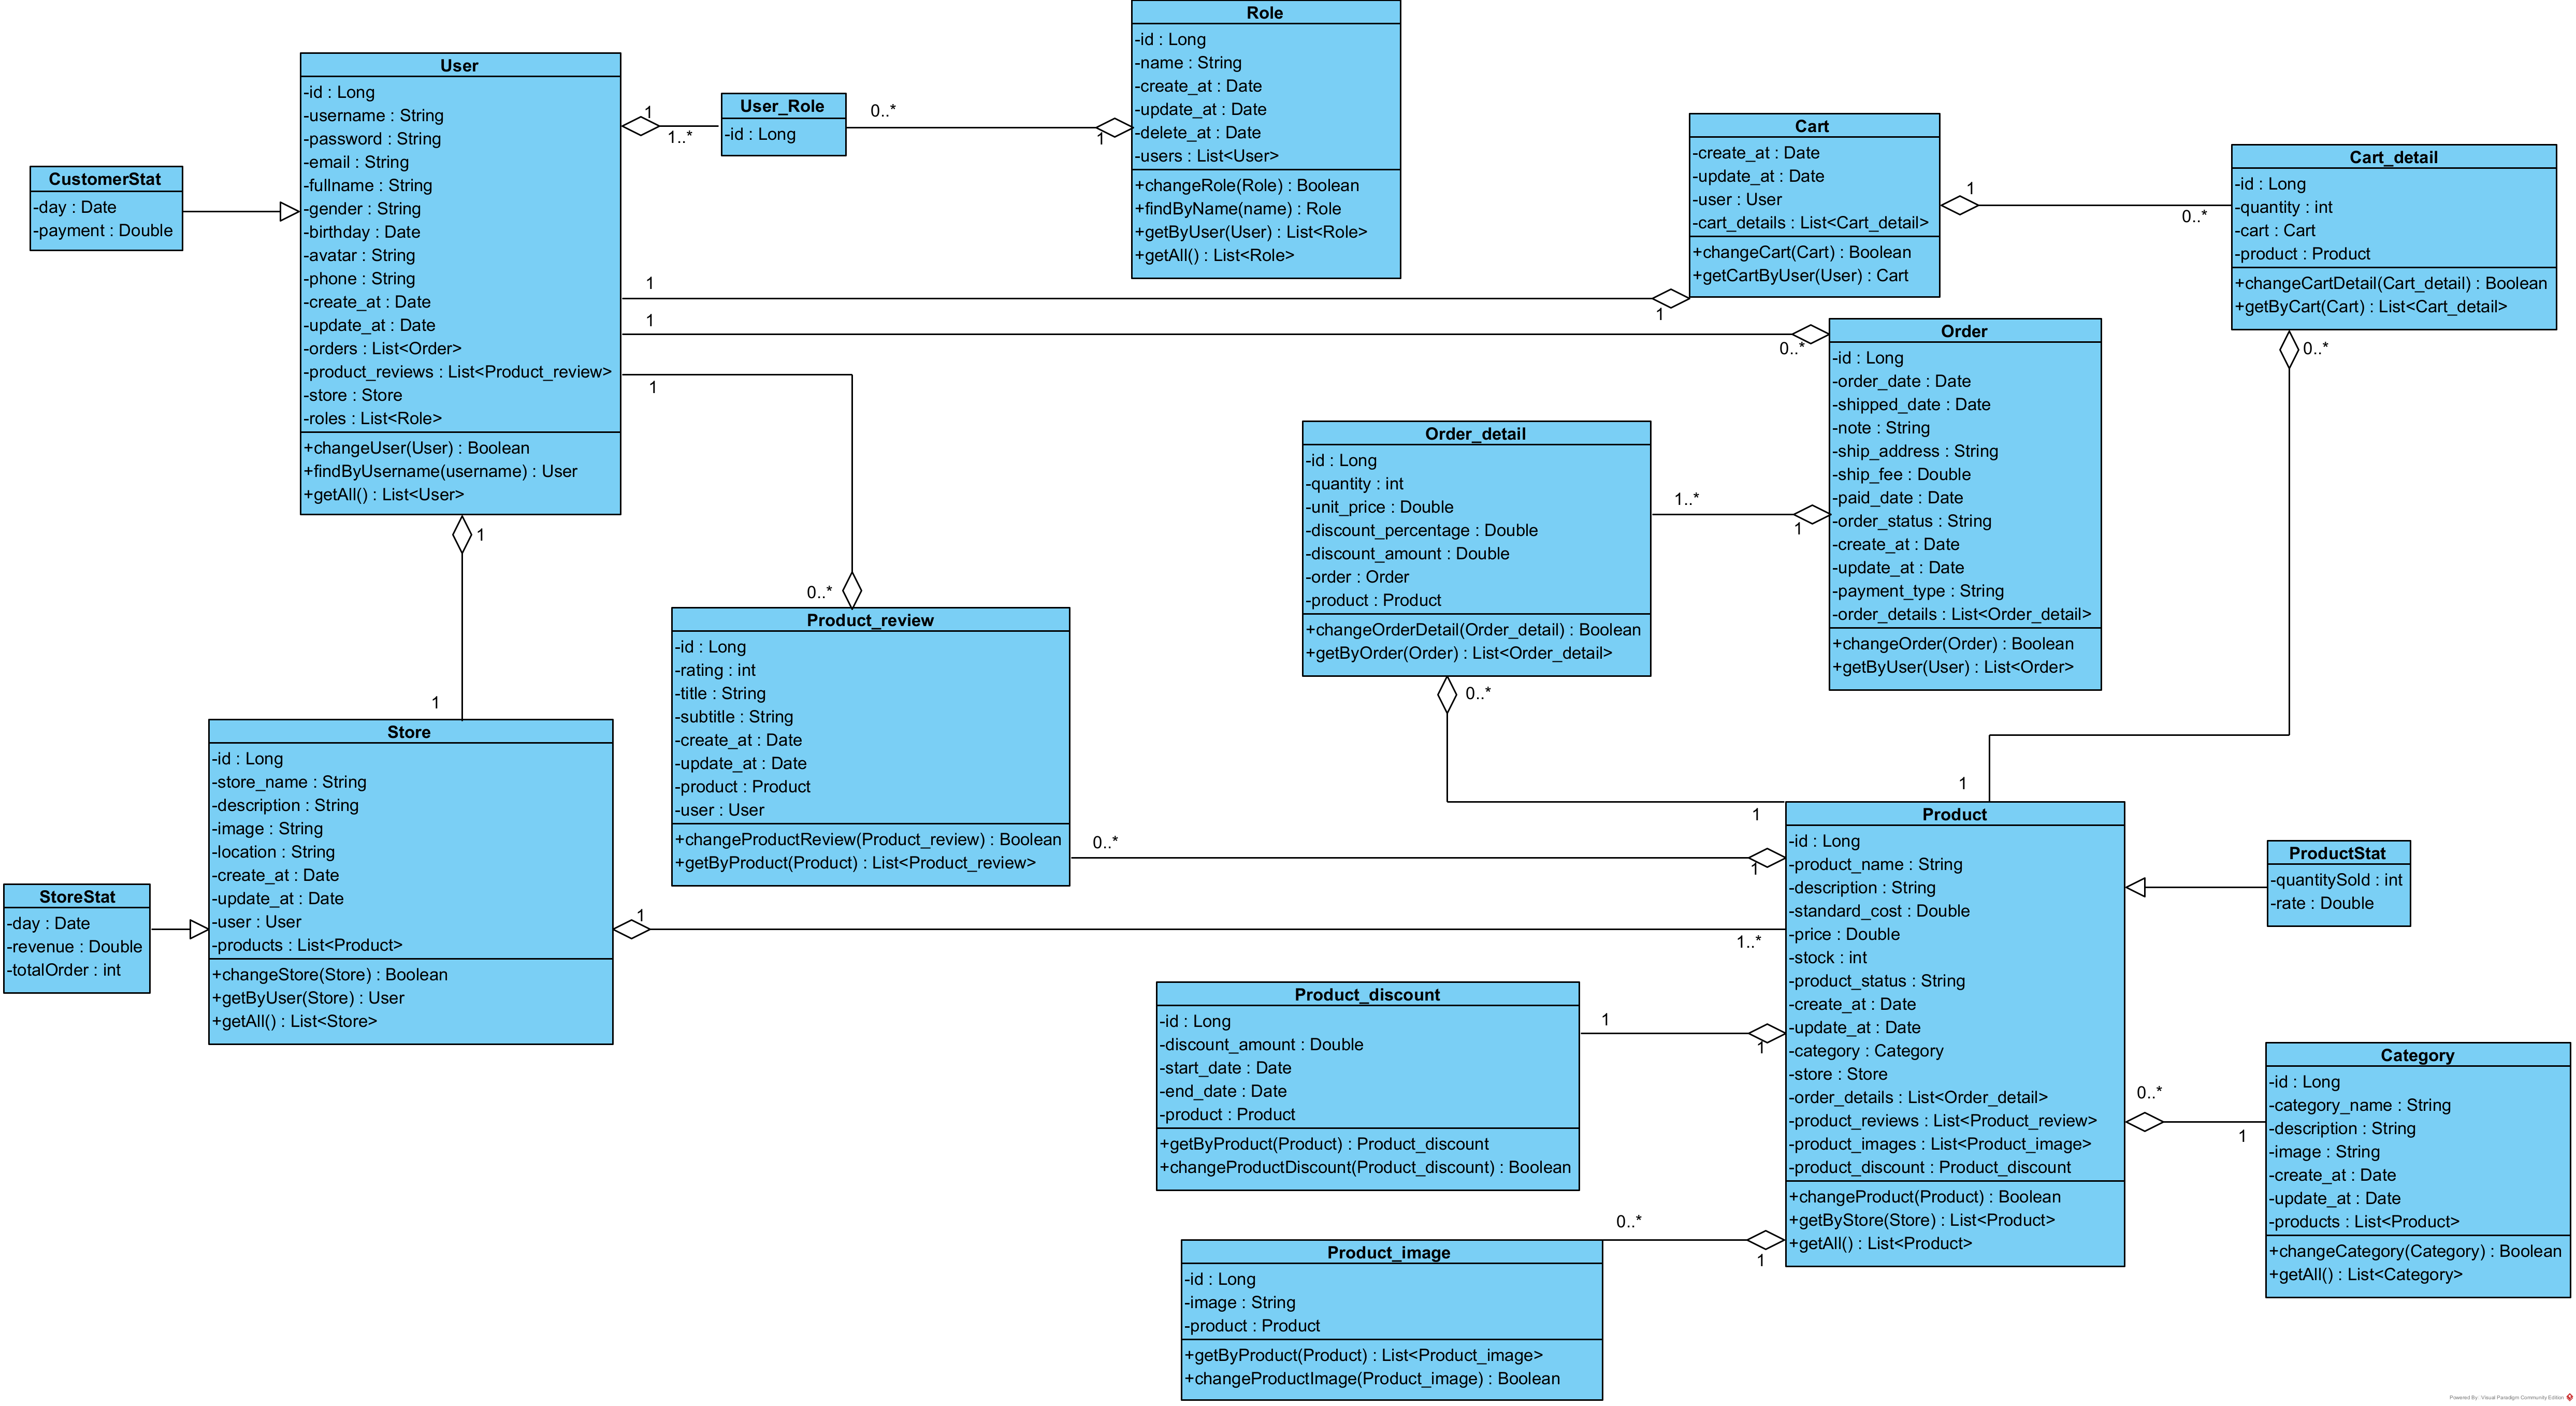 Role
-id : Long
-name : String
-create_at : Date
-update_at : Date
-delete_at : Date
-users : List<User>
+changeRole(Role) : Boolean
+findByName(name) : Role
+getByUser(User) : List<Role>
+getAll() : List<Role>
User
-id : Long
-username : String
-password : String
-email : String
-fullname : String
-gender : String
-birthday : Date
-avatar : String
-phone : String
-create_at : Date
-update_at : Date
-orders : List<Order>
-product_reviews : List<Product_review>
-store : Store
-roles : List<Role>
+changeUser(User) : Boolean
+findByUsername(username) : User
+getAll() : List<User>
1
1..*
User_Role
-id : Long
0..*
1
CustomerStat
-day : Date
-payment : Double
Cart
-create_at : Date
-update_at : Date
-user : User
-cart_details : List<Cart_detail>
+changeCart(Cart) : Boolean
+getCartByUser(User) : Cart
1
0..*
Cart_detail
-id : Long
-quantity : int
-cart : Cart
-product : Product
+changeCartDetail(Cart_detail) : Boolean
+getByCart(Cart) : List<Cart_detail>
0..*
1
1
1
1
0..*
1
0..*
Order
-id : Long
-order_date : Date
-shipped_date : Date
-note : String
-ship_address : String
-ship_fee : Double
-paid_date : Date
-order_status : String
-create_at : Date
-update_at : Date
-payment_type : String
-order_details : List<Order_detail>
+changeOrder(Order) : Boolean
+getByUser(User) : List<Order>
Order_detail
-id : Long
-quantity : int
-unit_price : Double
-discount_percentage : Double
-discount_amount : Double
-order : Order
-product : Product
+changeOrderDetail(Order_detail) : Boolean
+getByOrder(Order) : List<Order_detail>
1..*
1
0..*
1
1
1
Product_review
-id : Long
-rating : int
-title : String
-subtitle : String
-create_at : Date
-update_at : Date
-product : Product
-user : User
+changeProductReview(Product_review) : Boolean
+getByProduct(Product) : List<Product_review>
0..*
1
Store
-id : Long
-store_name : String
-description : String
-image : String
-location : String
-create_at : Date
-update_at : Date
-user : User
-products : List<Product>
+changeStore(Store) : Boolean
+getByUser(Store) : User
+getAll() : List<Store>
1
1..*
StoreStat
-day : Date
-revenue : Double
-totalOrder : int
Product
-id : Long
-product_name : String
-description : String
-standard_cost : Double
-price : Double
-stock : int
-product_status : String
-create_at : Date
-update_at : Date
-category : Category
-store : Store
-order_details : List<Order_detail>
-product_reviews : List<Product_review>
-product_images : List<Product_image>
-product_discount : Product_discount
+changeProduct(Product) : Boolean
+getByStore(Store) : List<Product>
+getAll() : List<Product>
ProductStat
-quantitySold : int
-rate : Double
Product_discount
-id : Long
-discount_amount : Double
-start_date : Date
-end_date : Date
-product : Product
+getByProduct(Product) : Product_discount
+changeProductDiscount(Product_discount) : Boolean
1
1
0..*
1
Category
-id : Long
-category_name : String
-description : String
-image : String
-create_at : Date
-update_at : Date
-products : List<Product>
+changeCategory(Category) : Boolean
+getAll() : List<Category>
Product_image
-id : Long
-image : String
-product : Product
+getByProduct(Product) : List<Product_image>
+changeProductImage(Product_image) : Boolean
0..*
1
Powered By Visual Paradigm Community Edition